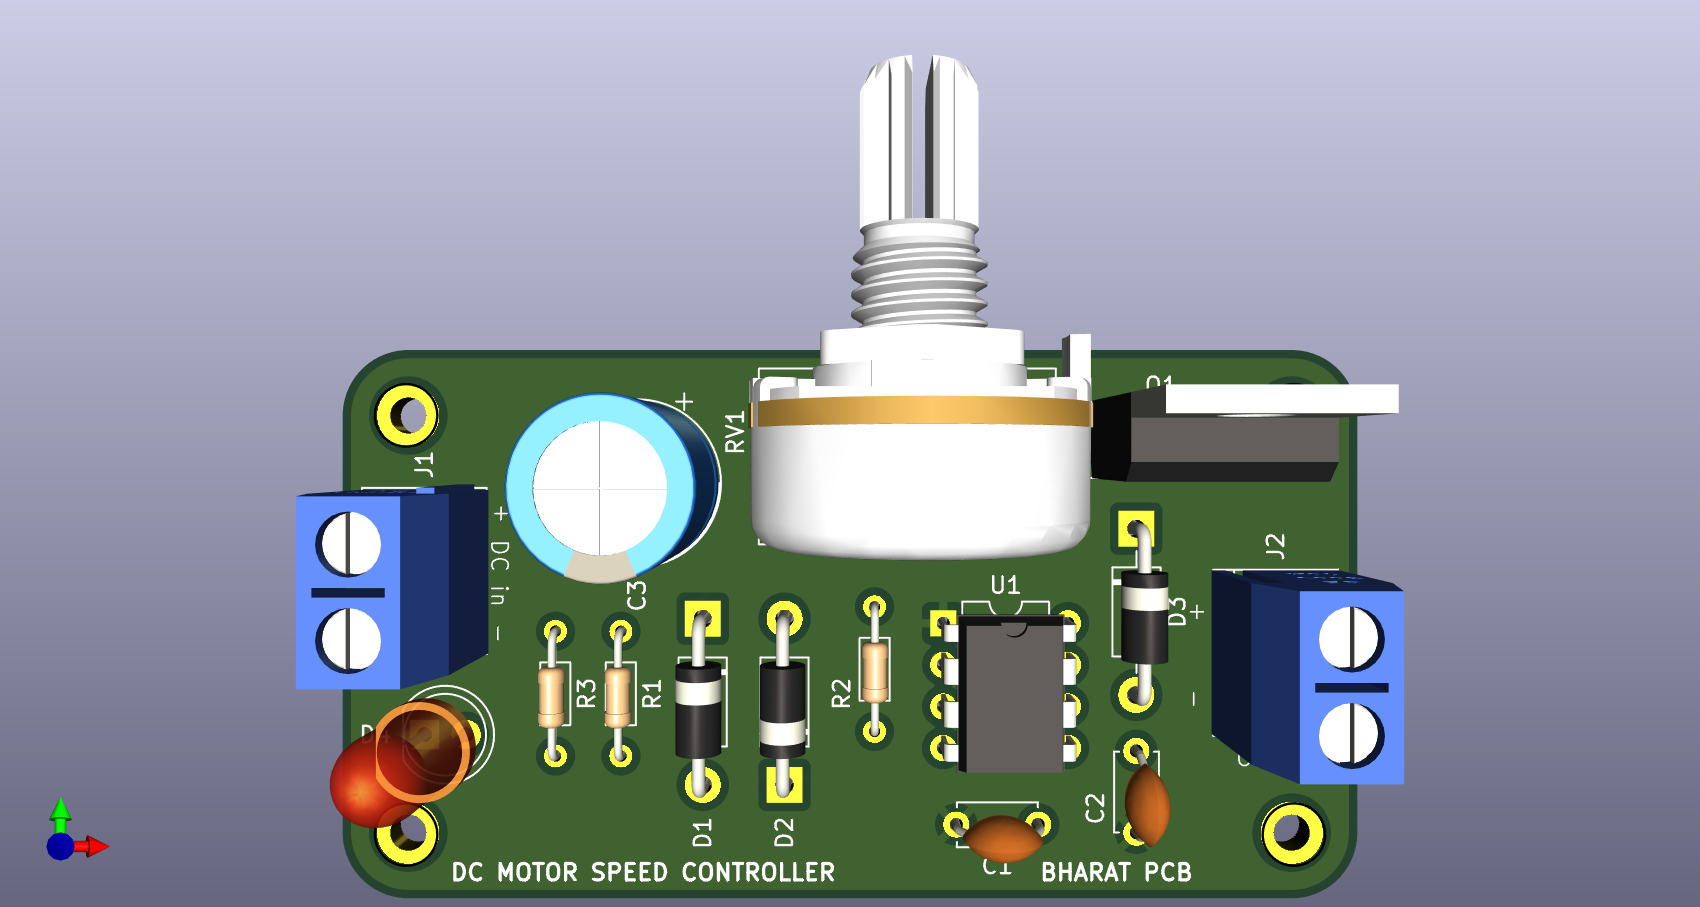 J1
+
DC in
-
+
C3
RV1
R3
R1
D1
D2
R2
U1
D3
+
-
J2
C2
C1
DC MOTOR SPEED CONTROLLER
BHARAT PCB